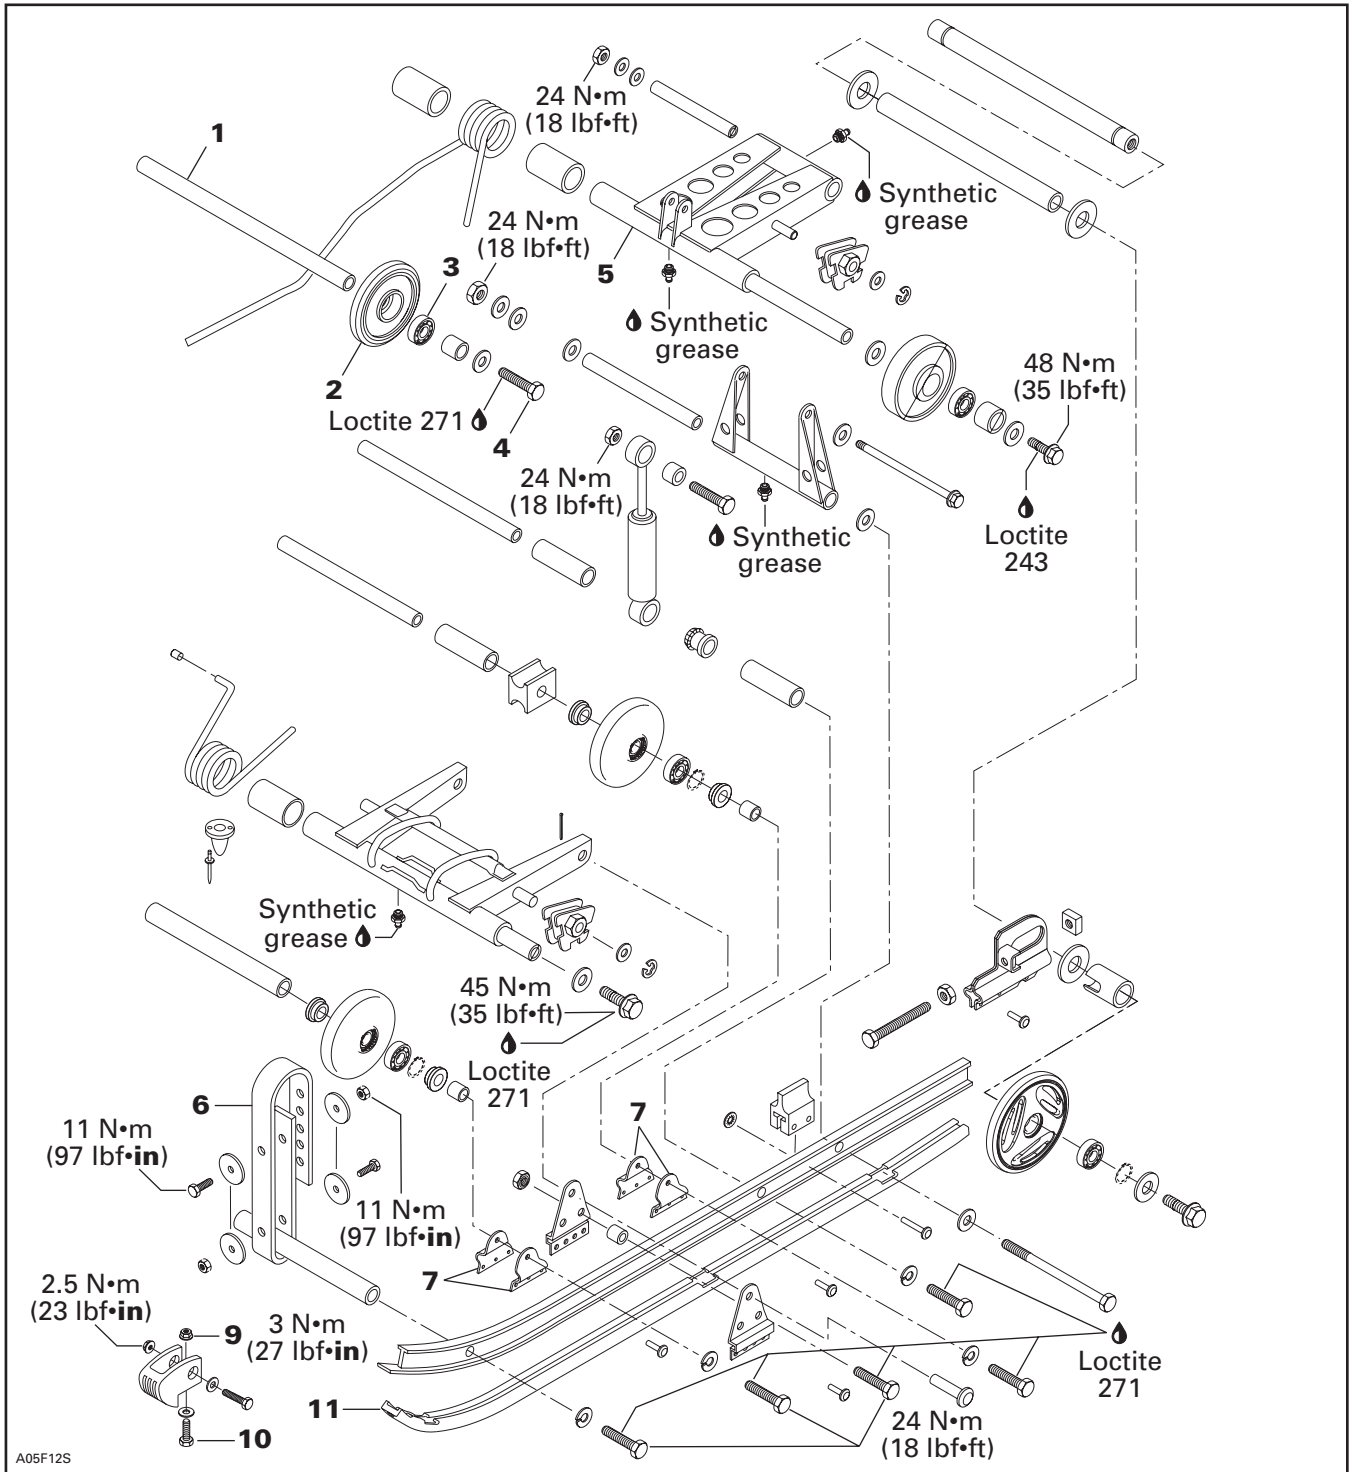 24 N•m
(18 lbf•ft)
1
Synthetic
grease
24 N•m
(18 lbf•ft)
5
3
Synthetic
grease
48 N•m
(35 lbf•ft)
2
Loctite 271
4
24 N•m
(18 lbf•ft)
Synthetic
grease
Loctite
243
Synthetic
grease
45 N•m
(35 lbf•ft)
Loctite
271
6
7
11 N•m
(97 lbf•in)
11 N•m
(97 lbf•in)
7
2.5 N•m
(23 lbf•in)
9
3 N•m
(27 lbf•in)
Loctite
271
11
10
24 N•m
(18 lbf•ft)
A05F12S